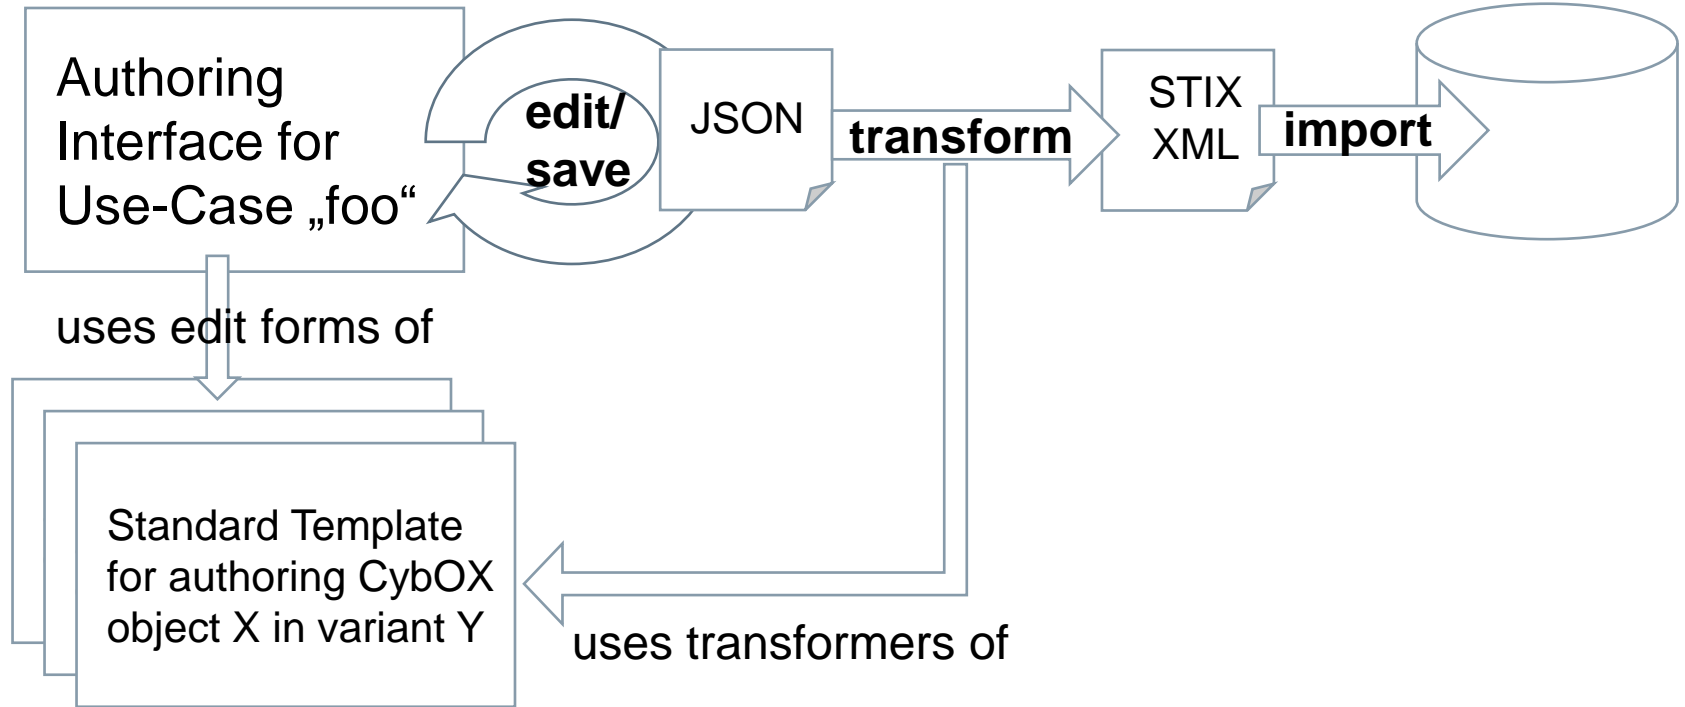 Authoring
Interface for
Use-Case „foo“
edit/
save
JSON
transform
STIX
XML
import
uses edit forms of
Standard Template
for authoring CybOX
object X in variant Y
uses transformers of